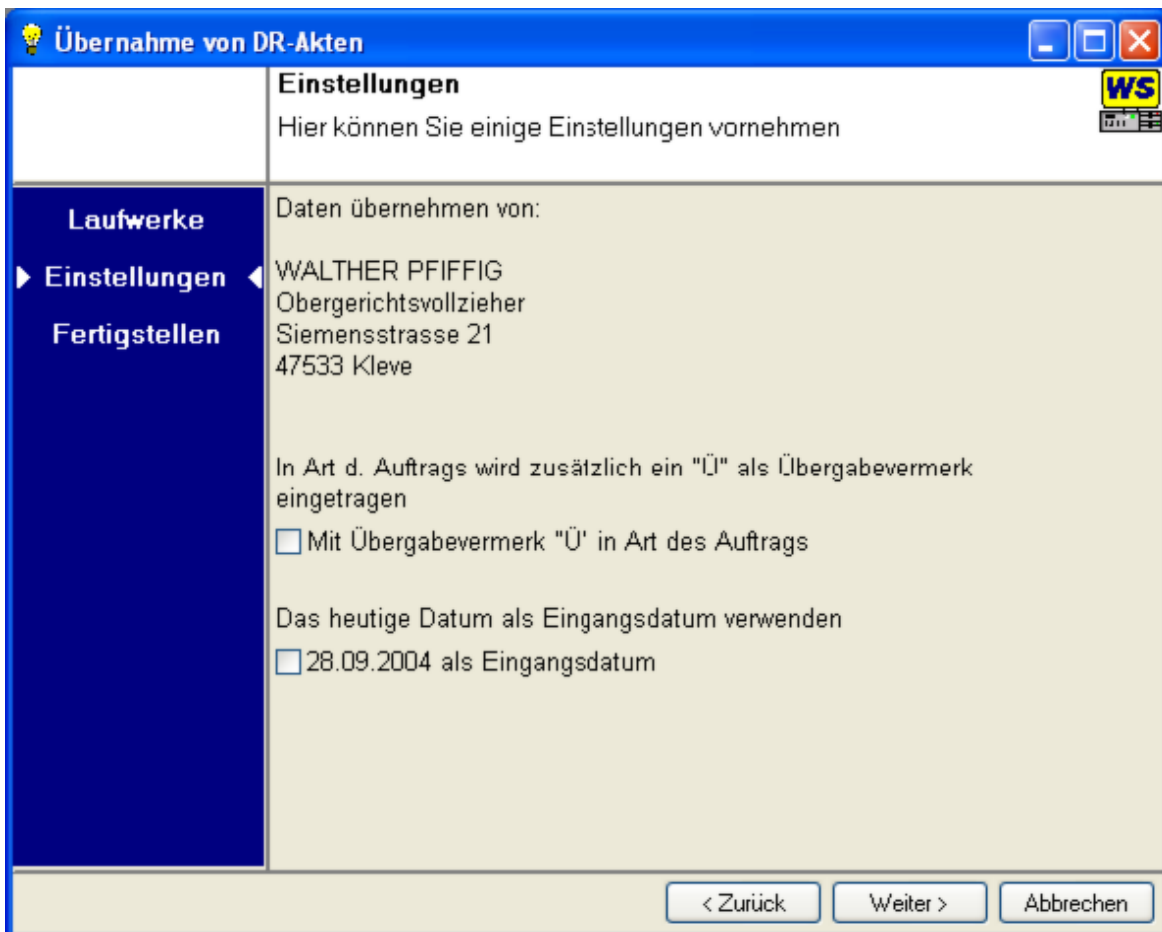 Übernahme von DR-Akten
Einstellungen
Hier können Sie einige Einstellungen vornehmen
WS
Laufwerke
Einstellungen
Fertigstellen
Daten übernehmen von:
WALTHER PFIFFIG
Obergerichtsvollzieher
Siemensstrasse 21
47533 Kleve
In Art d. Auftrags wird zusätzlich ein "Ü" als Übergabevermerk
eingetragen
Mit Übergabevermerk "Ü' in Art des Auftrags
Das heutige Datum als Eingangsdatum verwenden
28.09.2004 als Eingangsdatum
< Zurück
Weiter >
Abbrechen